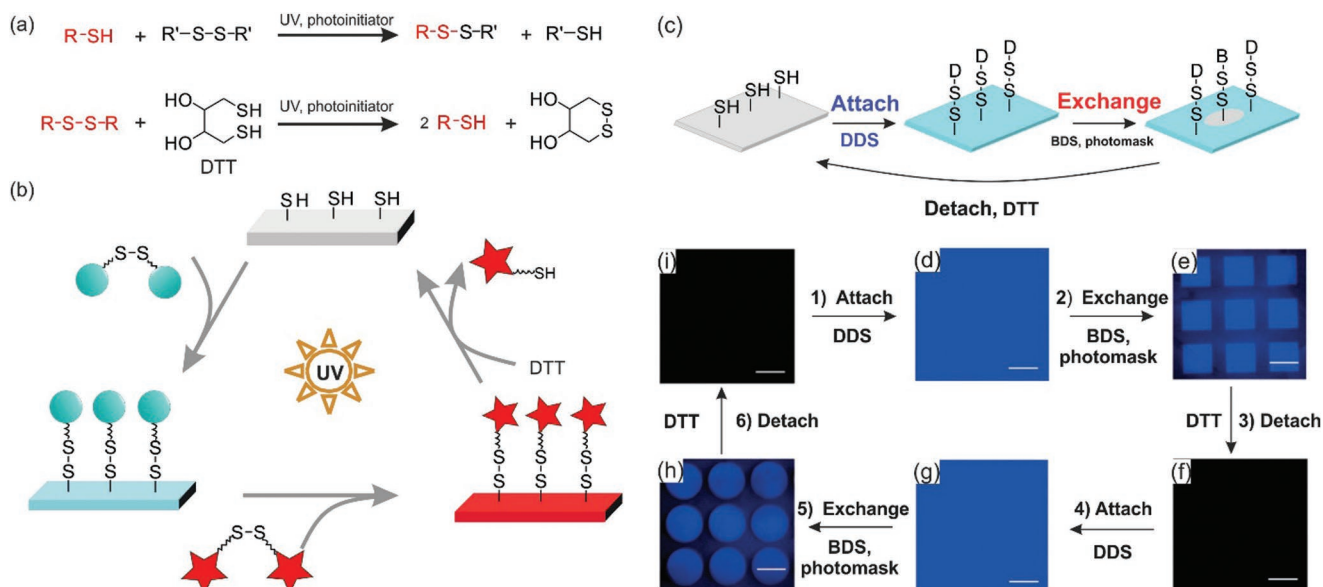 (a)
R-SH + R'-S-S-R' UV, photoinitiator R-S-S-R' + R'-SH
R-S-S-R + HO HO SH SH UV, photoinitiator 2 R-SH + HO HO S S
DTT
(b)
SH SH SH
S-S
SH
DTT
UV
S S S
S S S
S S S
S S S
S-S
(c)
SH SH SH
Attach
DDS
D D D
S S S
S S S
Exchange
BDS, photomask
D B D
S S S
S S S
Detach, DTT
(i)
1) Attach
DDS
(d)
2) Exchange
BDS,
photomask
(e)
DTT 3) Detach
(f)
4) Attach
DDS
(g)
5) Exchange
BDS,
photomask
(h)
DTT 6) Detach